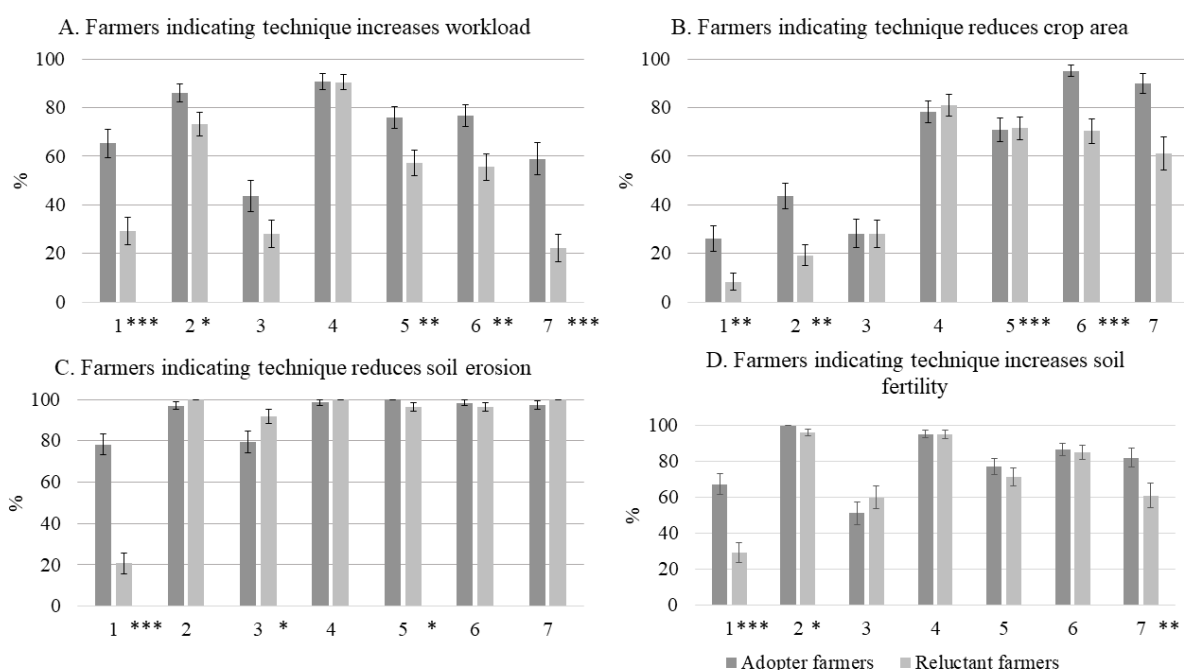 A. Farmers indicating technique increases workload
100
80
60
40
20
0
%
1 *** 2 * 3 4 5 ** 6 ** 7 ***
B. Farmers indicating technique reduces crop area
100
80
60
40
20
0
%
1 ** 2 ** 3 4 5 *** 6 *** 7
C. Farmers indicating technique reduces soil erosion
100
80
60
40
20
0
%
1 *** 2 3 * 4 5 * 6 7
D. Farmers indicating technique increases soil
fertility
100
80
60
40
20
0
%
1 *** 2 * 3 4 5 6 7 **
Adopter farmers Reluctant farmers